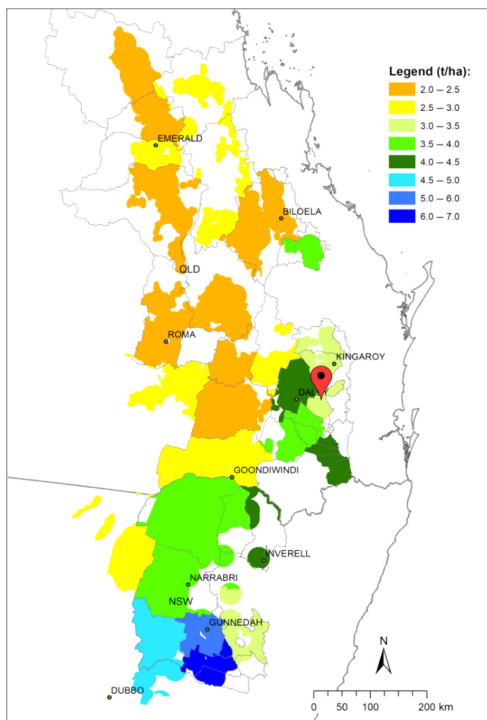 Legend (t/ha):
2.0 — 2.5
2.5 — 3.0
3.0 — 3.5
3.5 — 4.0
4.0 — 4.5
4.5 — 5.0
5.0 — 6.0
6.0 — 7.0
EMERALD
BILOELA
QLD
ROMA
KINGAROY
GOONDIWINDI
INVERELL
NARRABRI
NSW
GUNNEDAH
DUBBO
N
0 50 100 200 km